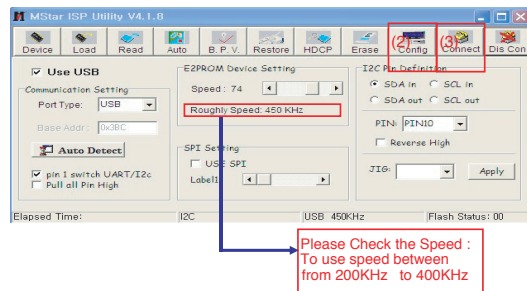 MStar ISP Utility V4.1.8
Device Load Read Auto B. P. V. Restore HDCP Erase Config Connect Dis Con
(2) (3)
Use USB
Communication Setting
Port Type: USB
Base Addr: 0x3BC
Auto Detect
pin 1 switch UART/I2c
Pull all Pin High
E2PROM Device Setting
Speed : 74
Roughly Speed: 450 KHz
SPI Setting
USE SPI
Label1
I2C Pin Definition
SDA in SCL in
SDA out SCL out
PIN: PIN10
Reverse High
JIG: Apply
Elapsed Time: I2C USB 450KHz Flash Status: 00
Please Check the Speed :
To use speed between
from 200KHz to 400KHz